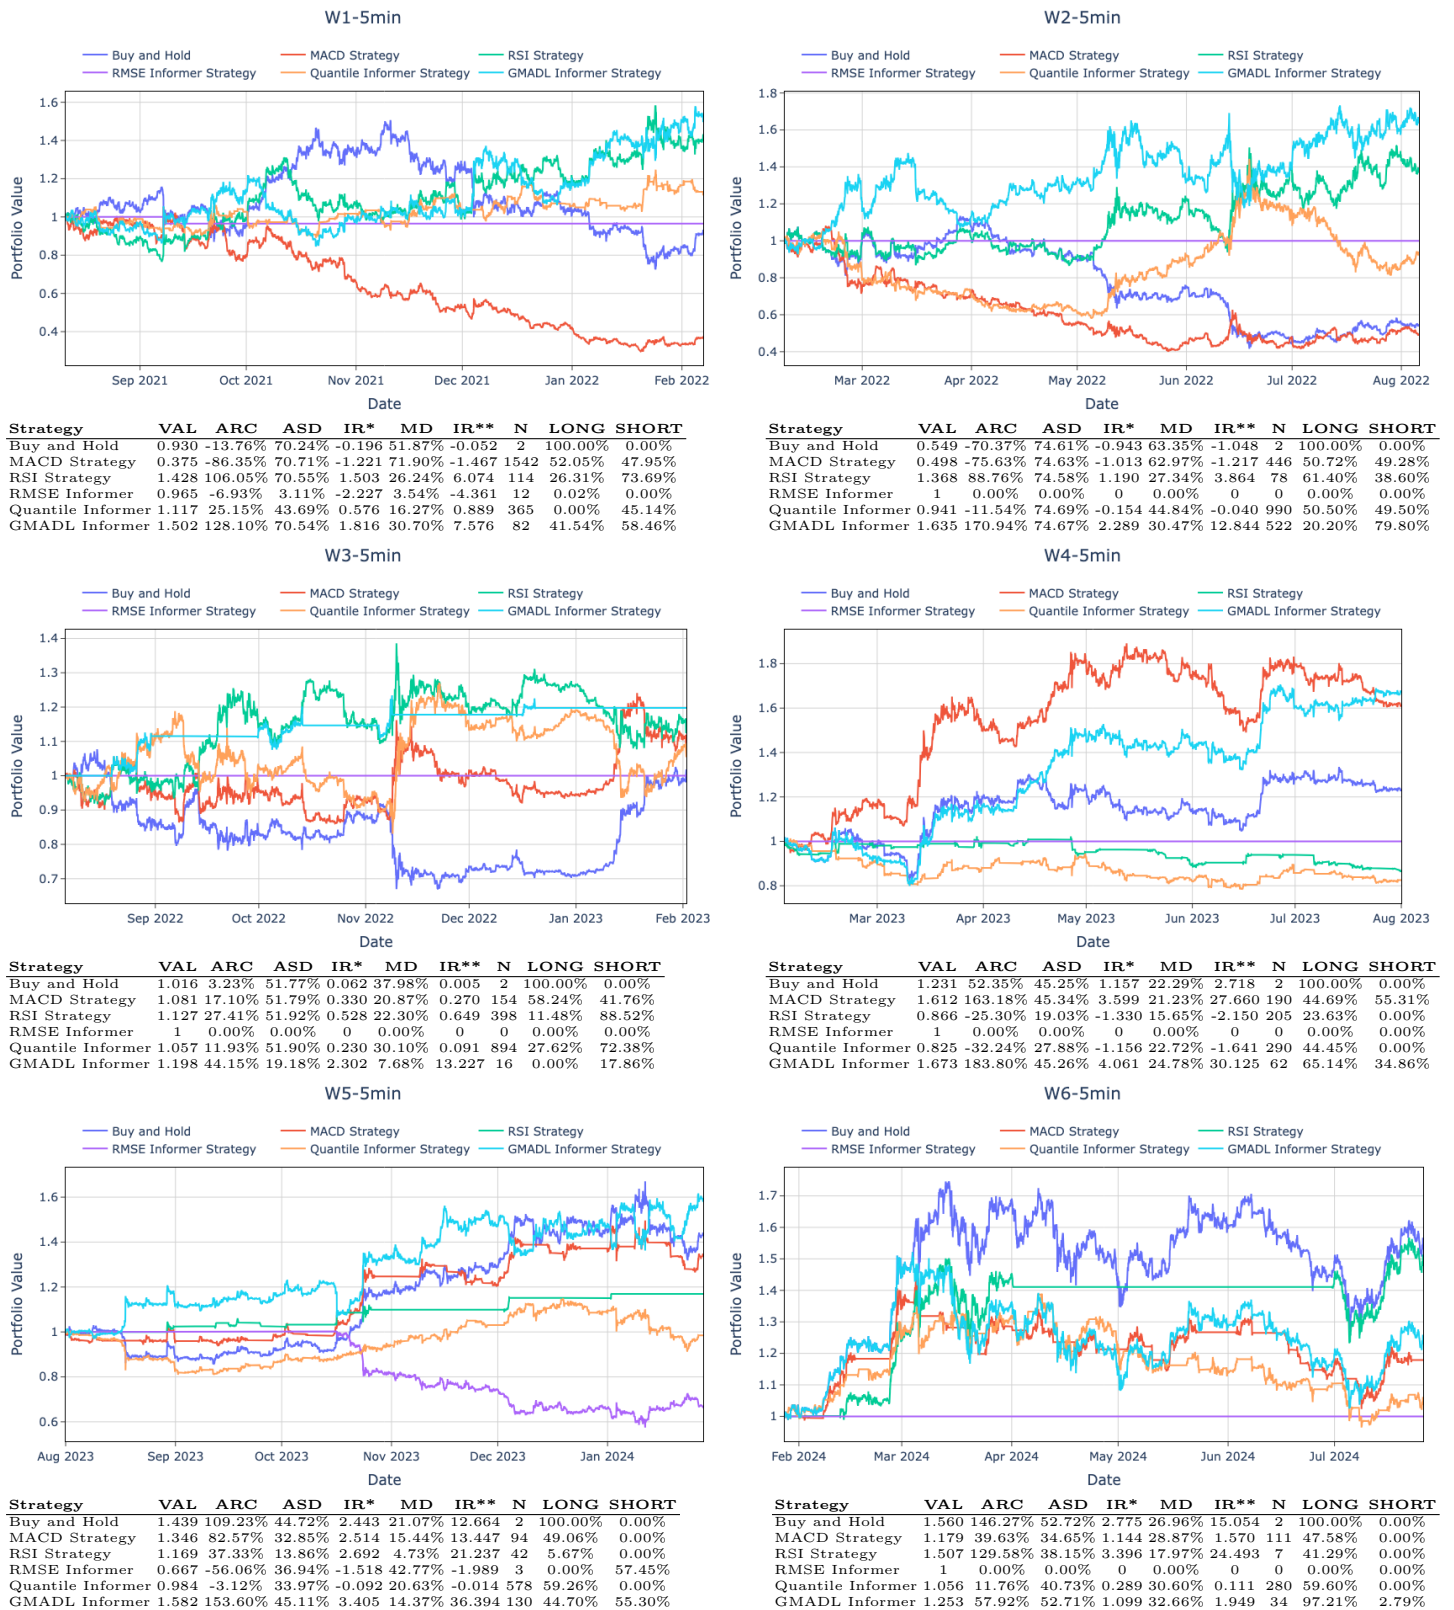 W1-5min
Buy and Hold MACD Strategy RSI Strategy
RMSE Informer Strategy Quantile Informer Strategy GMADL Informer Strategy
Portfolio Value
1.6
1.4
1.2
1
0.8
0.6
0.4
Sep 2021 Oct 2021 Nov 2021 Dec 2021 Jan 2022 Feb 2022
Date
Strategy VAL ARC ASD IR* MD IR** N LONG SHORT
Buy and Hold 0.930 -13.76% 70.24% -0.196 51.87% -0.052 2 100.00% 0.00%
MACD Strategy 0.375 -86.35% 70.71% -1.221 71.90% -1.467 1542 52.05% 47.95%
RSI Strategy 1.428 106.05% 70.55% 1.503 26.24% 6.074 114 26.31% 73.69%
RMSE Informer 0.965 -6.93% 3.11% -2.227 3.54% -4.361 12 0.02% 0.00%
Quantile Informer 1.117 25.15% 43.69% 0.576 16.27% 0.889 365 0.00% 45.14%
GMADL Informer 1.502 128.10% 70.54% 1.816 30.70% 7.576 82 41.54% 58.46%
W2-5min
Buy and Hold MACD Strategy RSI Strategy
RMSE Informer Strategy Quantile Informer Strategy GMADL Informer Strategy
Portfolio Value
1.8
1.6
1.4
1.2
1
0.8
0.6
0.4
Mar 2022 Apr 2022 May 2022 Jun 2022 Jul 2022 Aug 2022
Date
Strategy VAL ARC ASD IR* MD IR** N LONG SHORT
Buy and Hold 0.549 -70.37% 74.61% -0.943 63.35% -1.048 2 100.00% 0.00%
MACD Strategy 0.498 -75.63% 74.63% -1.013 62.97% -1.217 446 50.72% 49.28%
RSI Strategy 1.368 88.76% 74.58% 1.190 27.34% 3.864 78 61.40% 38.60%
RMSE Informer 1 0.00% 0.00% 0 0.00% 0 0 0.00% 0.00%
Quantile Informer 0.941 -11.54% 74.69% -0.154 44.84% -0.040 990 50.50% 49.50%
GMADL Informer 1.635 170.94% 74.67% 2.289 30.47% 12.844 522 20.20% 79.80%
W3-5min
Buy and Hold MACD Strategy RSI Strategy
RMSE Informer Strategy Quantile Informer Strategy GMADL Informer Strategy
Portfolio Value
1.4
1.3
1.2
1.1
1
0.9
0.8
0.7
Sep 2022 Oct 2022 Nov 2022 Dec 2022 Jan 2023 Feb 2023
Date
Strategy VAL ARC ASD IR* MD IR** N LONG SHORT
Buy and Hold 1.016 3.23% 51.77% 0.062 37.98% 0.005 2 100.00% 0.00%
MACD Strategy 1.081 17.10% 51.79% 0.330 20.87% 0.270 154 58.24% 41.76%
RSI Strategy 1.127 27.41% 51.92% 0.528 22.30% 0.649 398 11.48% 88.52%
RMSE Informer 1 0.00% 0.00% 0 0.00% 0 0 0.00% 0.00%
Quantile Informer 1.057 11.93% 51.90% 0.230 30.10% 0.091 894 27.62% 72.38%
GMADL Informer 1.198 44.15% 19.18% 2.302 7.68% 13.227 16 0.00% 17.86%
W4-5min
Buy and Hold MACD Strategy RSI Strategy
RMSE Informer Strategy Quantile Informer Strategy GMADL Informer Strategy
Portfolio Value
1.8
1.6
1.4
1.2
1
0.8
Mar 2023 Apr 2023 May 2023 Jun 2023 Jul 2023 Aug 2023
Date
Strategy VAL ARC ASD IR* MD IR** N LONG SHORT
Buy and Hold 1.231 52.35% 45.25% 1.157 22.29% 2.718 2 100.00% 0.00%
MACD Strategy 1.612 163.18% 45.34% 3.599 21.23% 27.660 190 44.69% 55.31%
RSI Strategy 0.866 -25.30% 19.03% -1.330 15.65% -2.150 205 23.63% 0.00%
RMSE Informer 1 0.00% 0.00% 0 0.00% 0 0 0.00% 0.00%
Quantile Informer 0.825 -32.24% 27.88% -1.156 22.72% -1.641 290 44.45% 0.00%
GMADL Informer 1.673 183.80% 45.26% 4.061 24.78% 30.125 62 65.14% 34.86%
W5-5min
Buy and Hold MACD Strategy RSI Strategy
RMSE Informer Strategy Quantile Informer Strategy GMADL Informer Strategy
Portfolio Value
1.6
1.4
1.2
1
0.8
0.6
Aug 2023 Sep 2023 Oct 2023 Nov 2023 Dec 2023 Jan 2024
Date
Strategy VAL ARC ASD IR* MD IR** N LONG SHORT
Buy and Hold 1.439 109.23% 44.72% 2.443 21.07% 12.664 2 100.00% 0.00%
MACD Strategy 1.346 82.57% 32.85% 2.514 15.44% 13.447 94 49.06% 0.00%
RSI Strategy 1.169 37.33% 13.86% 2.692 4.73% 21.237 42 5.67% 0.00%
RMSE Informer 0.667 -56.06% 36.94% -1.518 42.77% -1.989 3 0.00% 57.45%
Quantile Informer 0.984 -3.12% 33.97% -0.092 20.63% -0.014 578 59.26% 0.00%
GMADL Informer 1.582 153.60% 45.11% 3.405 14.37% 36.394 130 44.70% 55.30%
W6-5min
Buy and Hold MACD Strategy RSI Strategy
RMSE Informer Strategy Quantile Informer Strategy GMADL Informer Strategy
Portfolio Value
1.7
1.6
1.5
1.4
1.3
1.2
1.1
1
Feb 2024 Mar 2024 Apr 2024 May 2024 Jun 2024 Jul 2024
Date
Strategy VAL ARC ASD IR* MD IR** N LONG SHORT
Buy and Hold 1.560 146.27% 52.72% 2.775 26.96% 15.054 2 100.00% 0.00%
MACD Strategy 1.179 39.63% 34.65% 1.144 28.87% 1.570 111 47.58% 0.00%
RSI Strategy 1.507 129.58% 38.15% 3.396 17.97% 24.493 7 41.29% 0.00%
RMSE Informer 1 0.00% 0.00% 0 0.00% 0 0 0.00% 0.00%
Quantile Informer 1.056 11.76% 40.73% 0.289 30.60% 0.111 280 59.60% 0.00%
GMADL Informer 1.253 57.92% 52.71% 1.099 32.66% 1.949 34 97.21% 2.79%